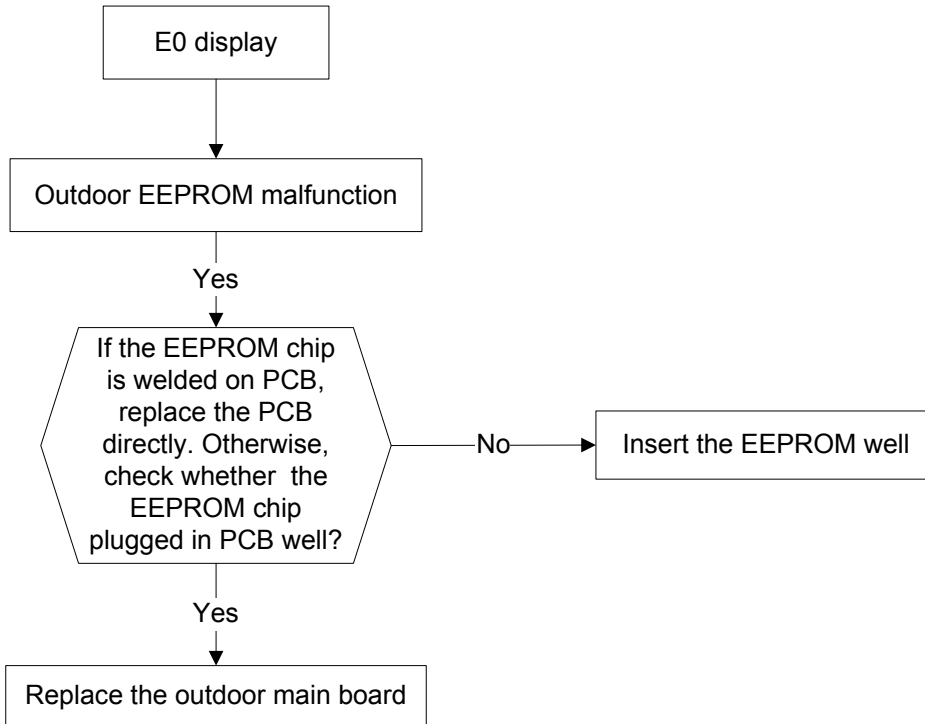 E0 display
Outdoor EEPROM malfunction
Yes
If the EEPROM chip
is welded on PCB,
replace the PCB
directly. Otherwise,
check whether  the
EEPROM chip
plugged in PCB well?
No
Insert the EEPROM well
Yes
Replace the outdoor main board